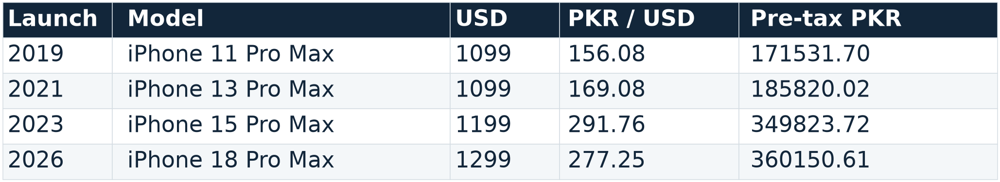 Launch Model USD PKR / USD Pre-tax PKR
2019 iPhone 11 Pro Max 1099 156.08 171531.70
2021 iPhone 13 Pro Max 1099 169.08 185820.02
2023 iPhone 15 Pro Max 1199 291.76 349823.72
2026 iPhone 18 Pro Max 1299 277.25 360150.61